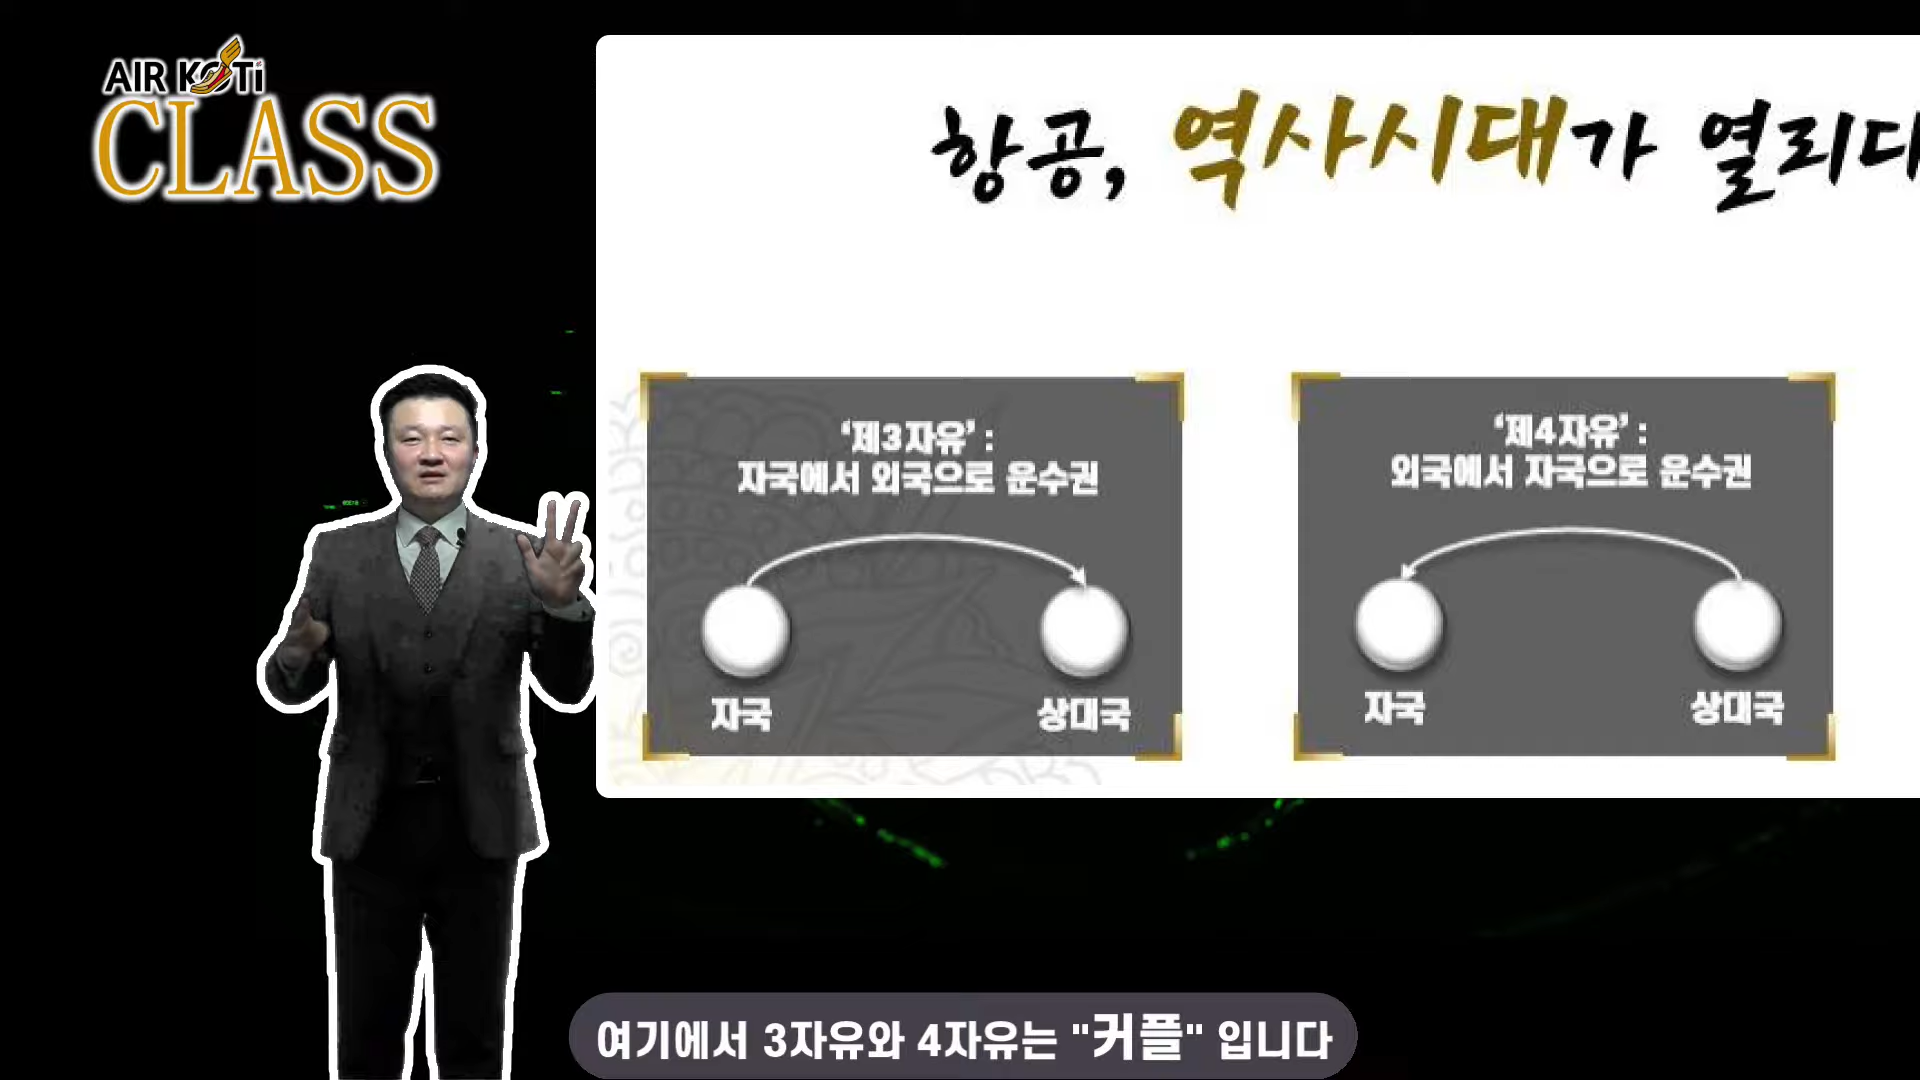 AIR KOTi
CLASS
항공, 역사시대가 열리다
‘제3자유’ :
자국에서 외국으로 운수권
자국
상대국
‘제4자유’ :
외국에서 자국으로 운수권
자국
상대국
여기에서 3자유와 4자유는 "커플" 입니다